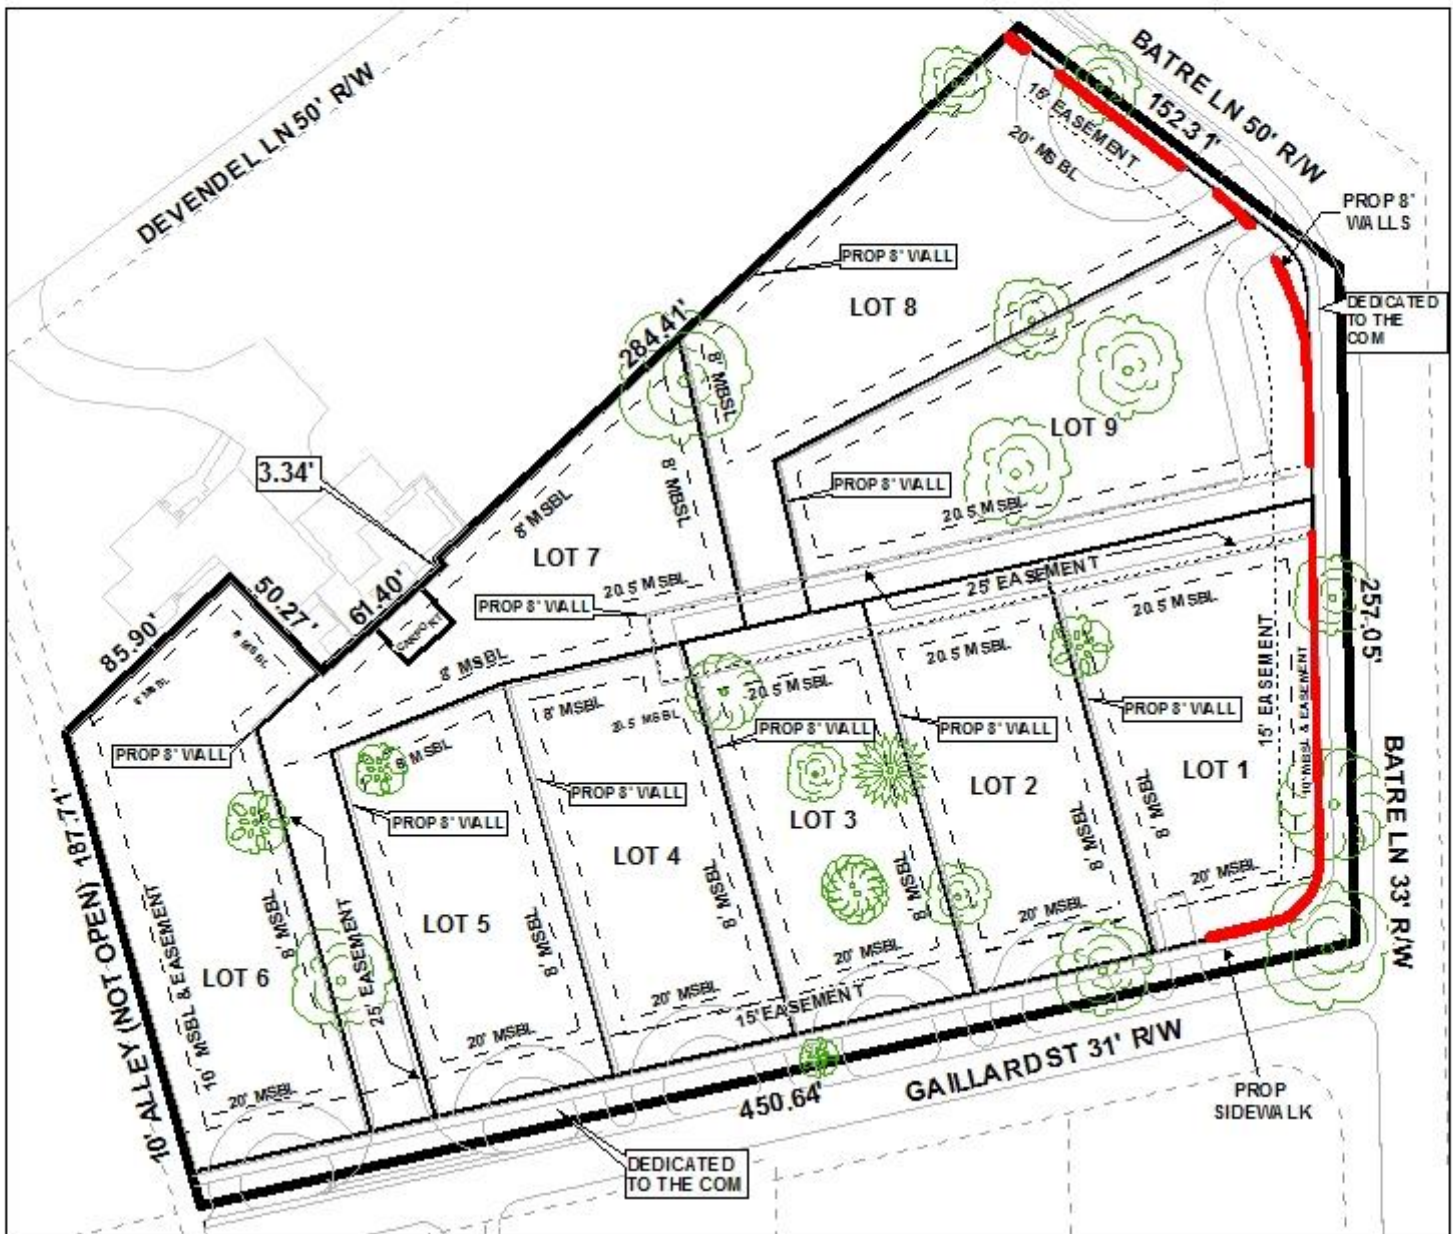 BATRE LN 50' R/W
152.31'
DEVENDEL LN 50' R/W
15' EASEMENT
20' MSBL
PROP 8'
WALLS
PROP 8' WALL
LOT 8
DEDICATED
TO THE
COM
284.41'
8' MBSL
LOT 9
8' MBSL
3.34'
PROP 8' WALL
8' MSBL
20.5 MSBL
LOT 7
20.5 MSBL
25' EASEMENT
50.27'
61.40'
PROP 8' WALL
20.5 MSBL
257.05'
85.90'
8' MSBL
CARPORT
20.5 MSBL
15' EASEMENT
10' MBSL & EASEMENT
8' MSBL
8' MSBL
20.5 MSBL
8' MSBL
20.5 MSBL
PROP 8' WALL
PROP 8' WALL
PROP 8' WALL
PROP 8' WALL
8' MSBL
LOT 1
LOT 2
PROP 8' WALL
BATRE LN 33' R/W
10' ALLEY (NOT OPEN) 187.71'
PROP 8' WALL
LOT 3
8' MSBL
8' MSBL
LOT 4
20' MSBL
8' MSBL
8' MSBL
LOT 5
20' MSBL
8' MSBL
8' MSBL
LOT 6
25' EASEMENT
20' MSBL
10' MSBL & EASEMENT
20' MSBL
15' EASEMENT
20' MSBL
20' MSBL
GAILLARD ST 31' R/W
450.64'
PROP
SIDEWALK
DEDICATED
TO THE COM